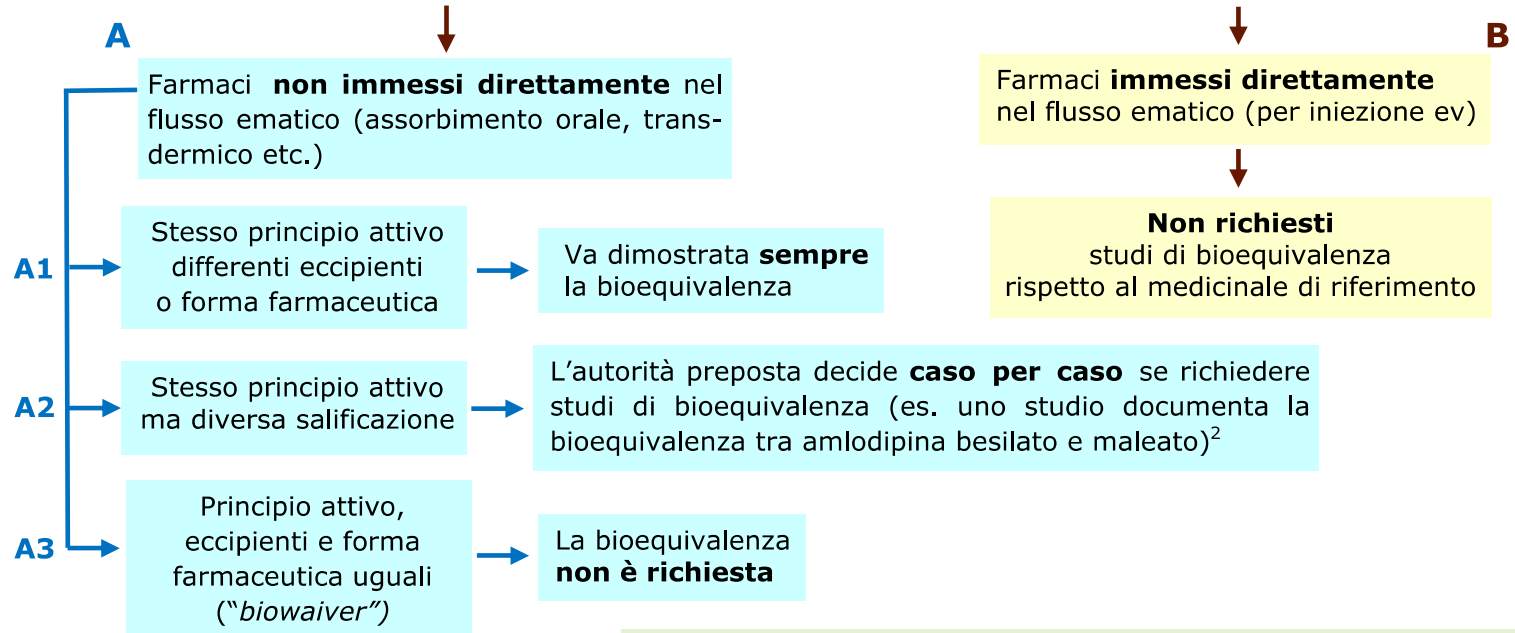 A
Farmaci non immessi direttamente nel
flusso ematico (assorbimento orale, trans-
dermico etc.)
B
Farmaci immessi direttamente
nel flusso ematico (per iniezione ev)
Non richiesti
studi di bioequivalenza
rispetto al medicinale di riferimento
A1
Stesso principio attivo
differenti eccipienti
o forma farmaceutica
Va dimostrata sempre
la bioequivalenza
A2
Stesso principio attivo
ma diversa salificazione
L'autorità preposta decide caso per caso se richiedere
studi di bioequivalenza (es. uno studio documenta la
bioequivalenza tra amlodipina besilato e maleato)²
A3
Principio attivo,
eccipienti e forma
farmaceutica uguali
("biowaiver")
La bioequivalenza
non è richiesta